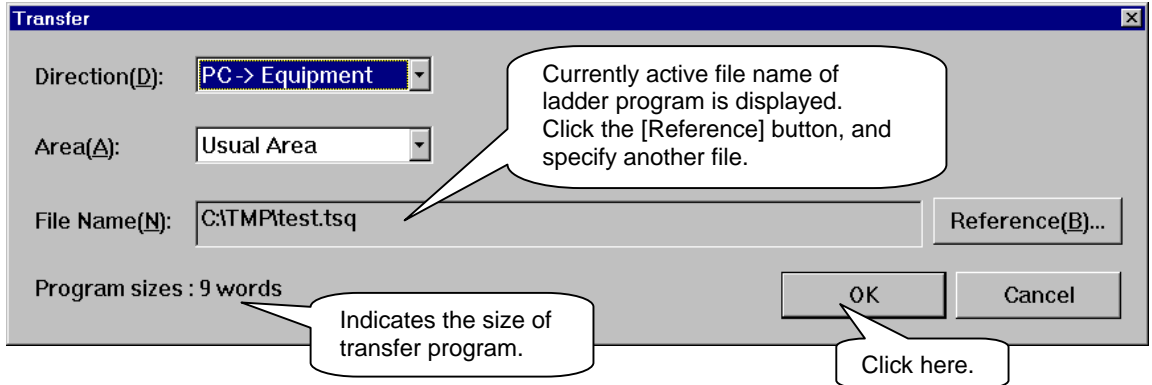 Transfer
Direction(D): PC -> Equipment
Currently active file name of
ladder program is displayed.
Click the [Reference] button, and
specify another file.
Area(A): Usual Area
File Name(N): C:\TMP\test.tsq Reference(B)...
Program sizes : 9 words
OK Cancel
Indicates the size of
transfer program.
Click here.